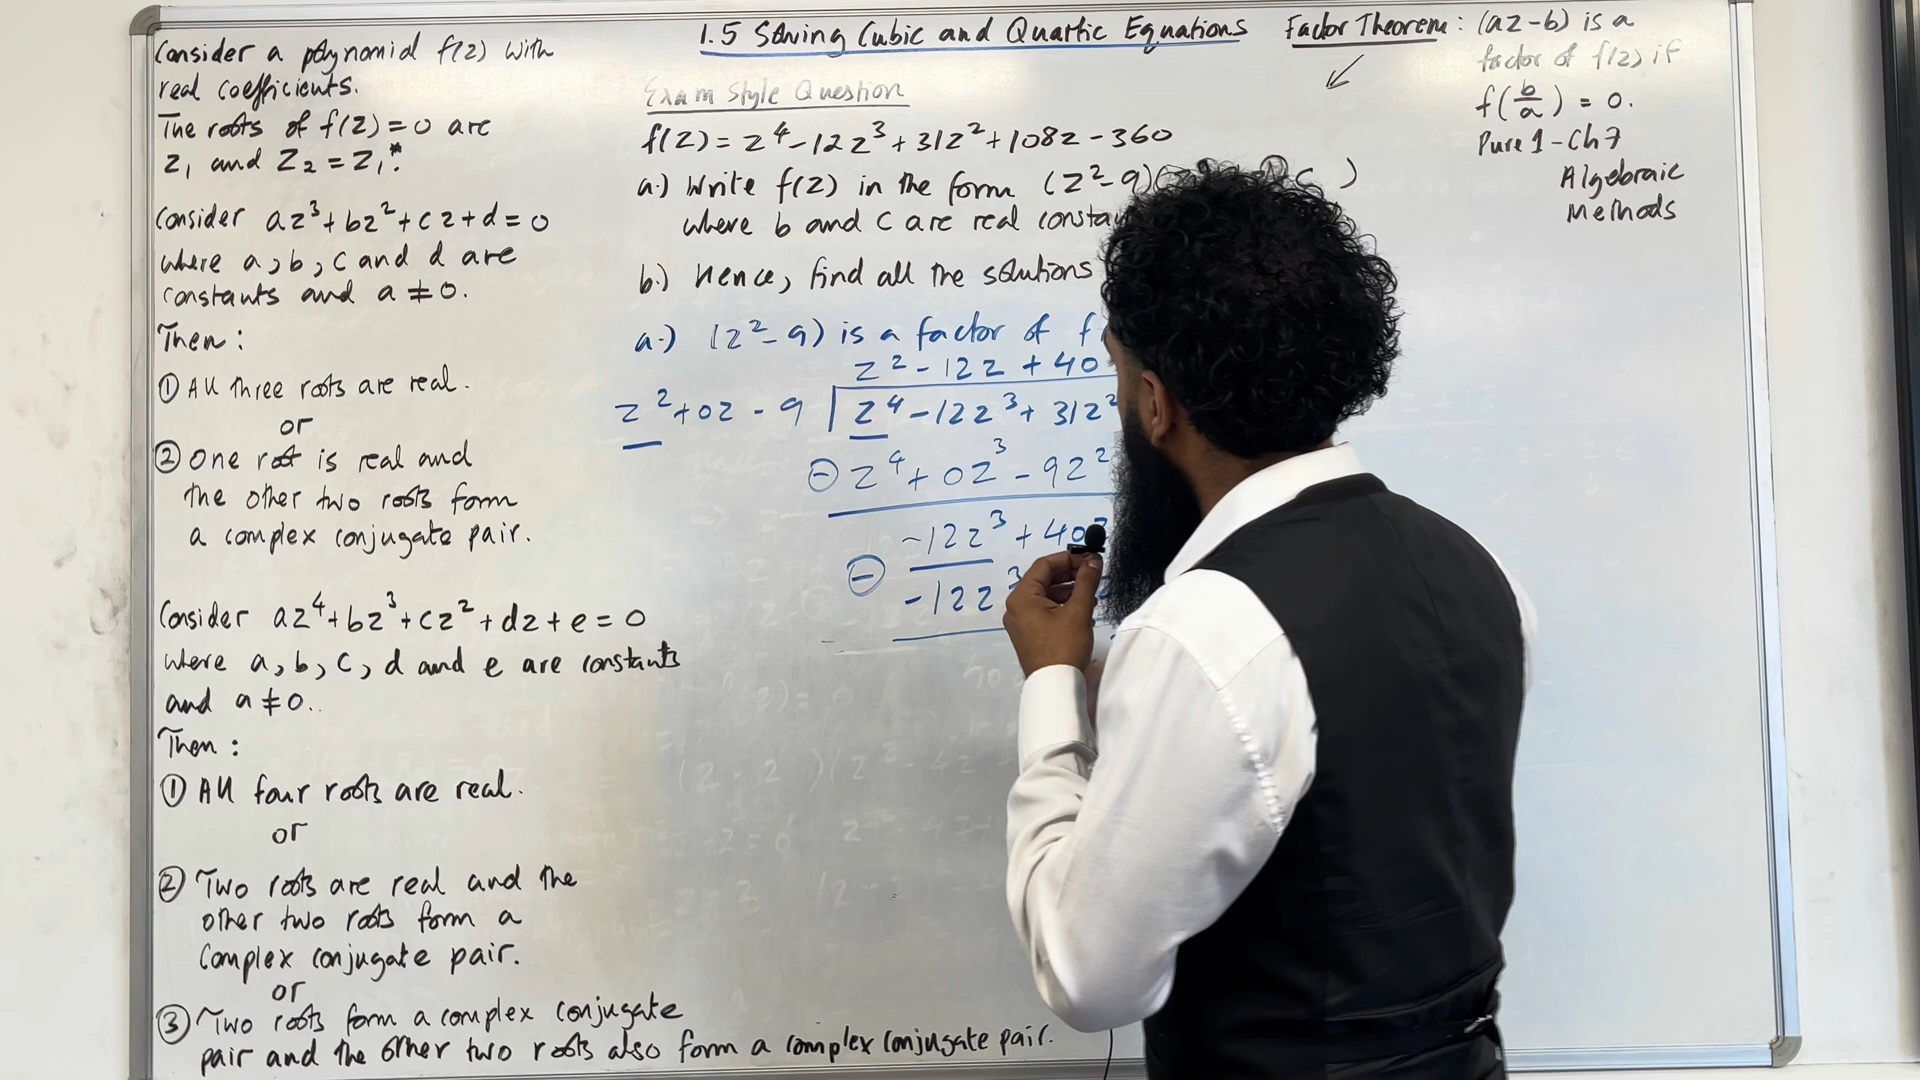 1.5 Solving Cubic and Quartic Equations
Consider a polynomial f(z) with
real coefficients.
The roots of f(z)=0 are
z₁ and z₂ = z₁*.
Consider az³+bz²+cz+d=0
where a, b, c and d are
constants and a ≠ 0.
Then:
① All three roots are real.
or
② One root is real and
the other two roots form
a complex conjugate pair.
Consider az⁴+bz³+cz²+dz+e=0
where a, b, c, d and e are constants
and a ≠ 0.
Then:
① All four roots are real.
or
② Two roots are real and the
other two roots form a
complex conjugate pair.
or
③ Two roots form a complex conjugate
pair and the other two roots also form a complex conjugate pair.
Exam Style Question
f(z) = z⁴-12z³+31z²+108z-360
a.) Write f(z) in the form (z²-9)( )
where b and c are real
b.) Hence, find all the solutions
a.) (z²-9) is a factor of f
z²-12z+40
z²+0z-9 z⁴-12z³+31z²
⊖ z⁴+0z³-9z²
-12z³+40
⊖ -12z³
Factor Theorem: (az-b) is a
factor of f(z) if
f(b/a) = 0.
Pure 1 - Ch 7
Algebraic
Methods